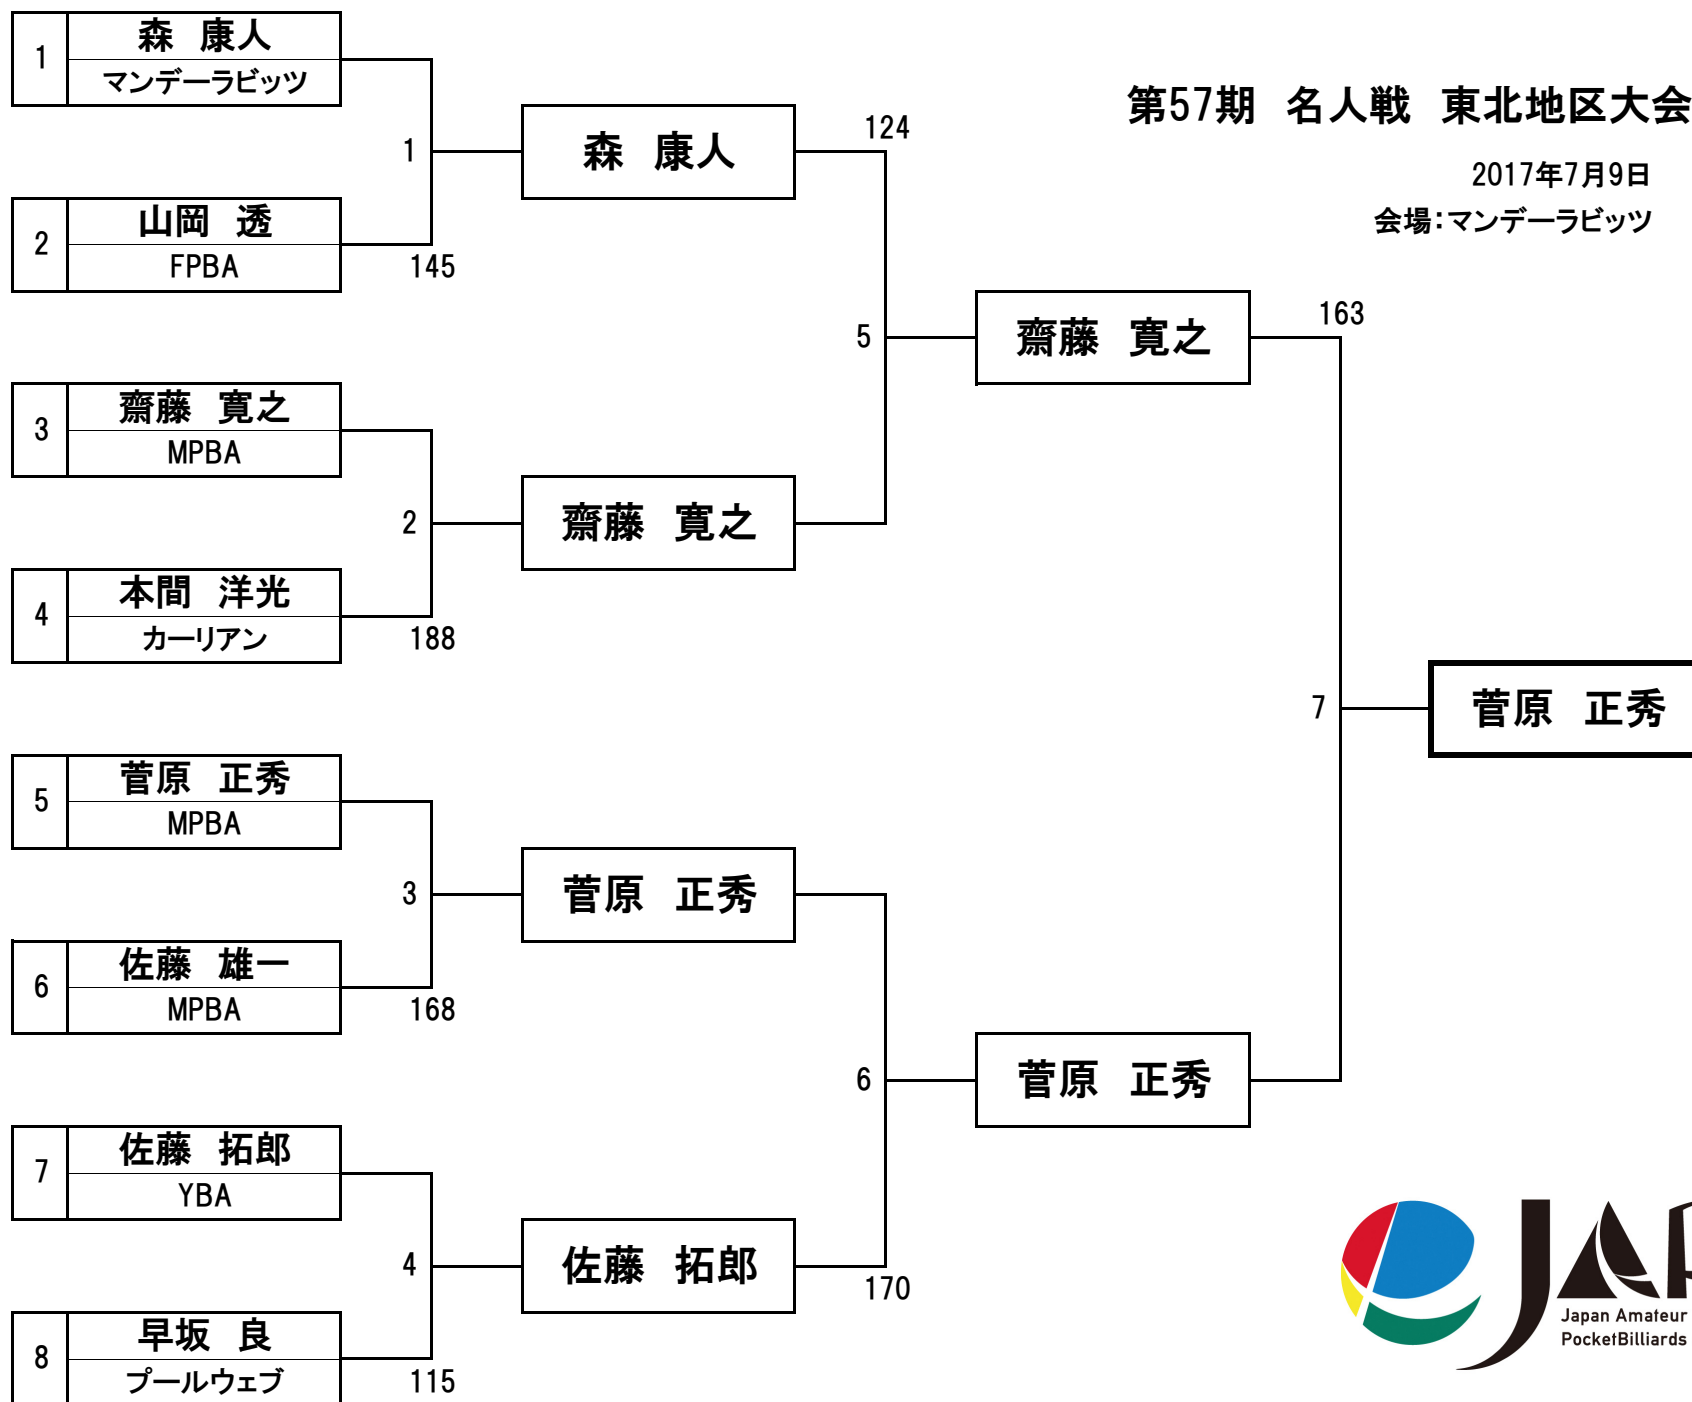 第57期 名人戦 東北地区大会
2017年7月9日
会場：マンデーラビッツ
1
森 康人
マンデーラビッツ
2
山岡 透
FPBA
145
1
森 康人
124
3
齋藤 寛之
MPBA
4
本間 洋光
カーリアン
188
2
齋藤 寛之
5
齋藤 寛之
163
5
菅原 正秀
MPBA
6
佐藤 雄一
MPBA
168
3
菅原 正秀
7
佐藤 拓郎
YBA
8
早坂 良
プールウェブ
115
4
佐藤 拓郎
170
6
菅原 正秀
7
菅原 正秀
Japan Amateur
PocketBilliards